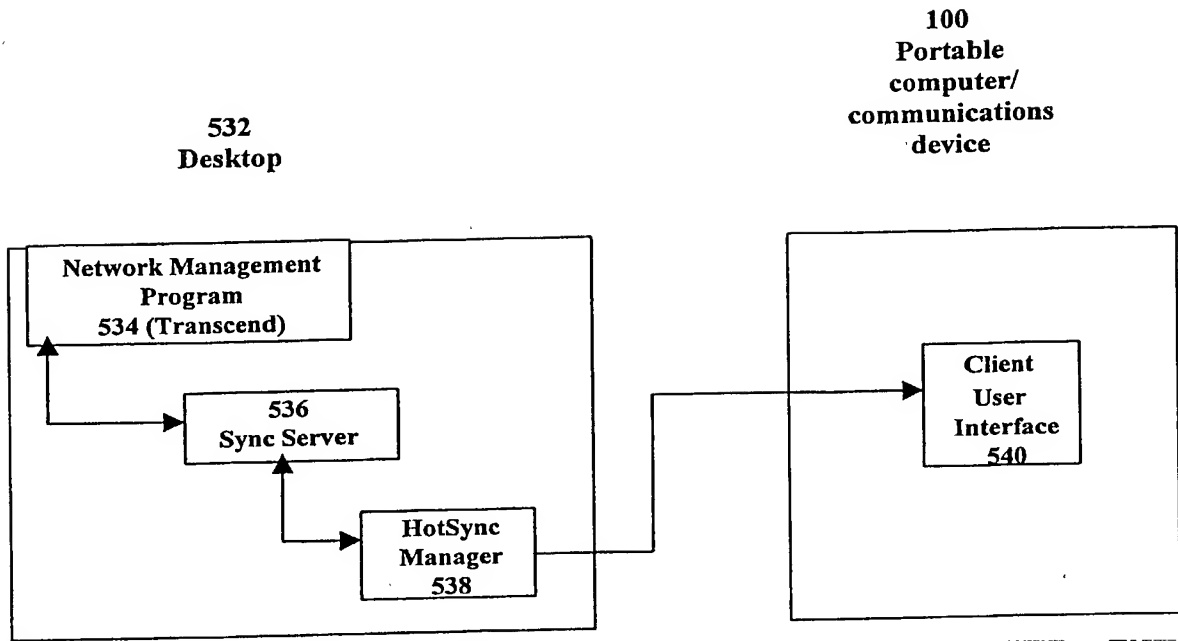 100
Portable
computer/
communications
device
532
Desktop
Network Management
Program
534 (Transcend)
536
Sync Server
HotSync
Manager
538
Client
User
Interface
540